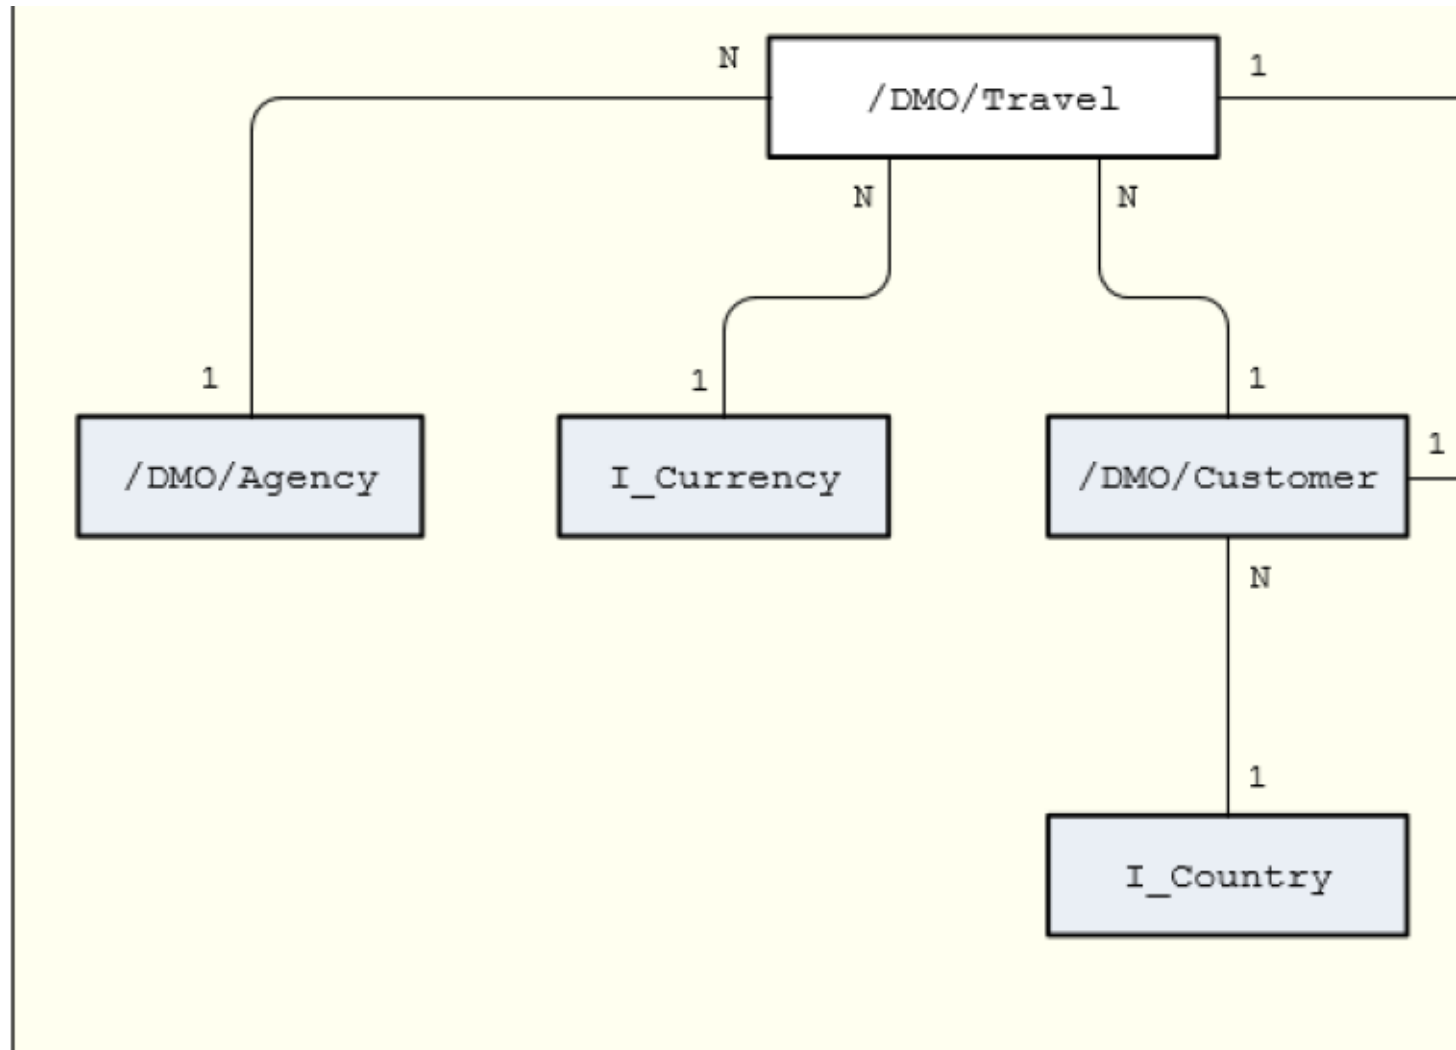 N
/DMO/Travel
1
N
N
1
1
1
/DMO/Agency
I_Currency
/DMO/Customer
1
N
1
I_Country